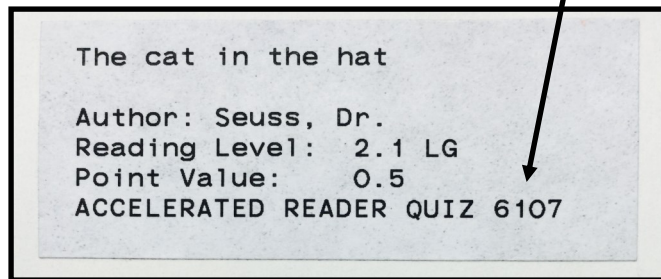 The cat in the hat
Author: Seuss, Dr.
Reading Level: 2.1 LG
Point Value: 0.5
ACCELERATED READER QUIZ 6107